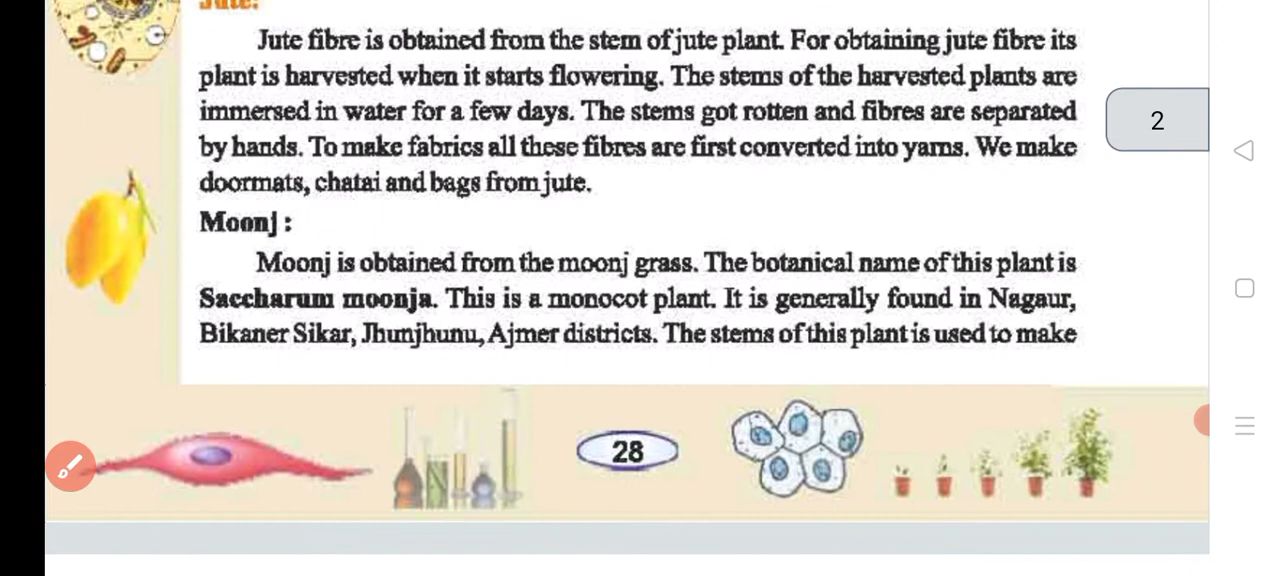 Jute:
Jute fibre is obtained from the stem of jute plant. For obtaining jute fibre its
plant is harvested when it starts flowering. The stems of the harvested plants are
immersed in water for a few days. The stems got rotten and fibres are separated
by hands. To make fabrics all these fibres are first converted into yarns. We make
doormats, chatai and bags from jute.
2
Moonj :
Moonj is obtained from the moonj grass. The botanical name of this plant is
Saccharum moonja. This is a monocot plant. It is generally found in Nagaur,
Bikaner Sikar, Jhunjhunu, Ajmer districts. The stems of this plant is used to make
28